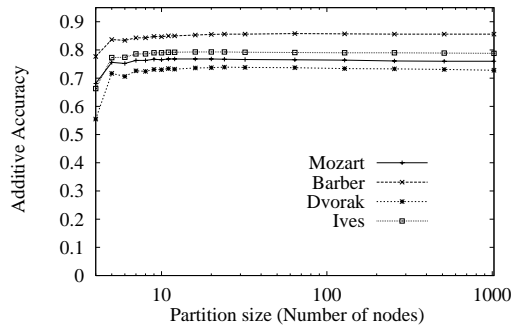 0.9
0.8
0.7
0.6
0.5
0.4
0.3
0.2
0.1
0
Additive Accuracy
Mozart
Barber
Dvorak
Ives
10 100 1000
Partition size (Number of nodes)